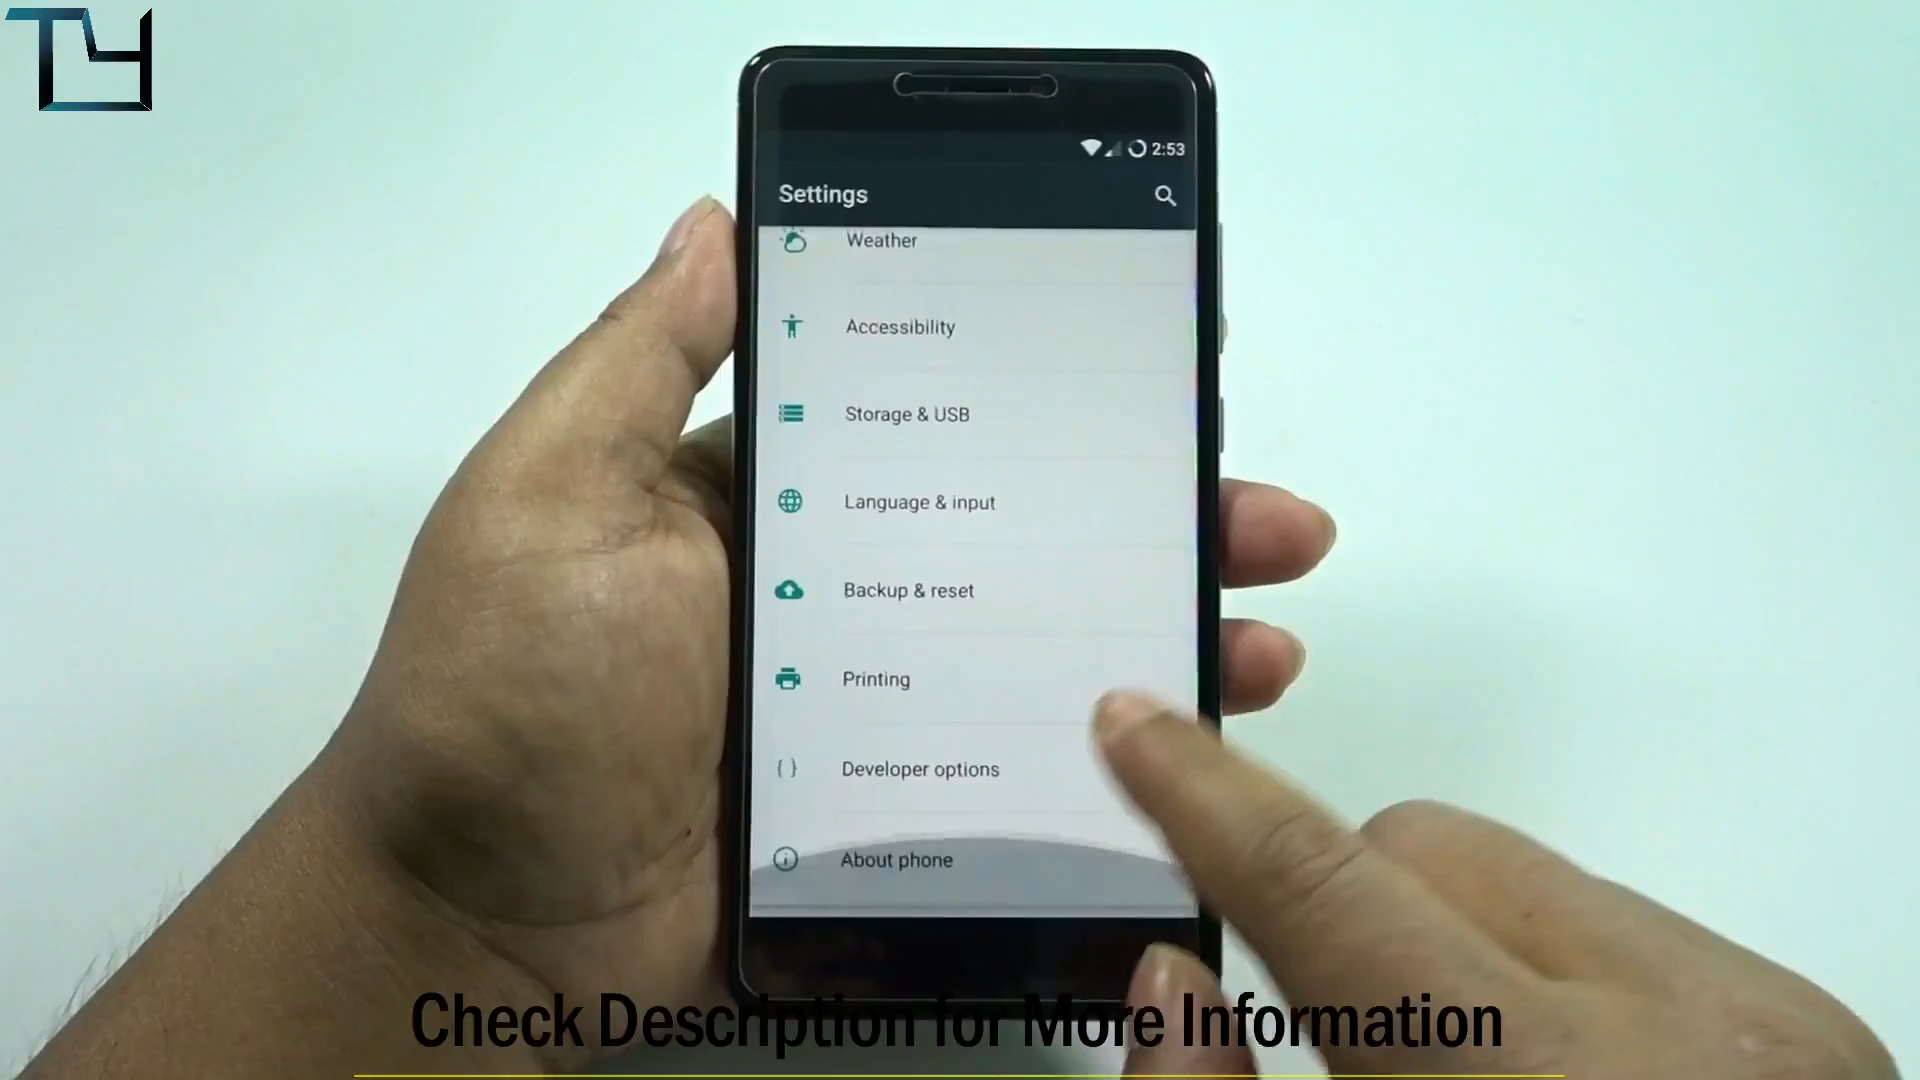 TY
2:53
Settings
Weather
Accessibility
Storage & USB
Language & input
Backup & reset
Printing
Developer options
About phone
Check Description for More Information